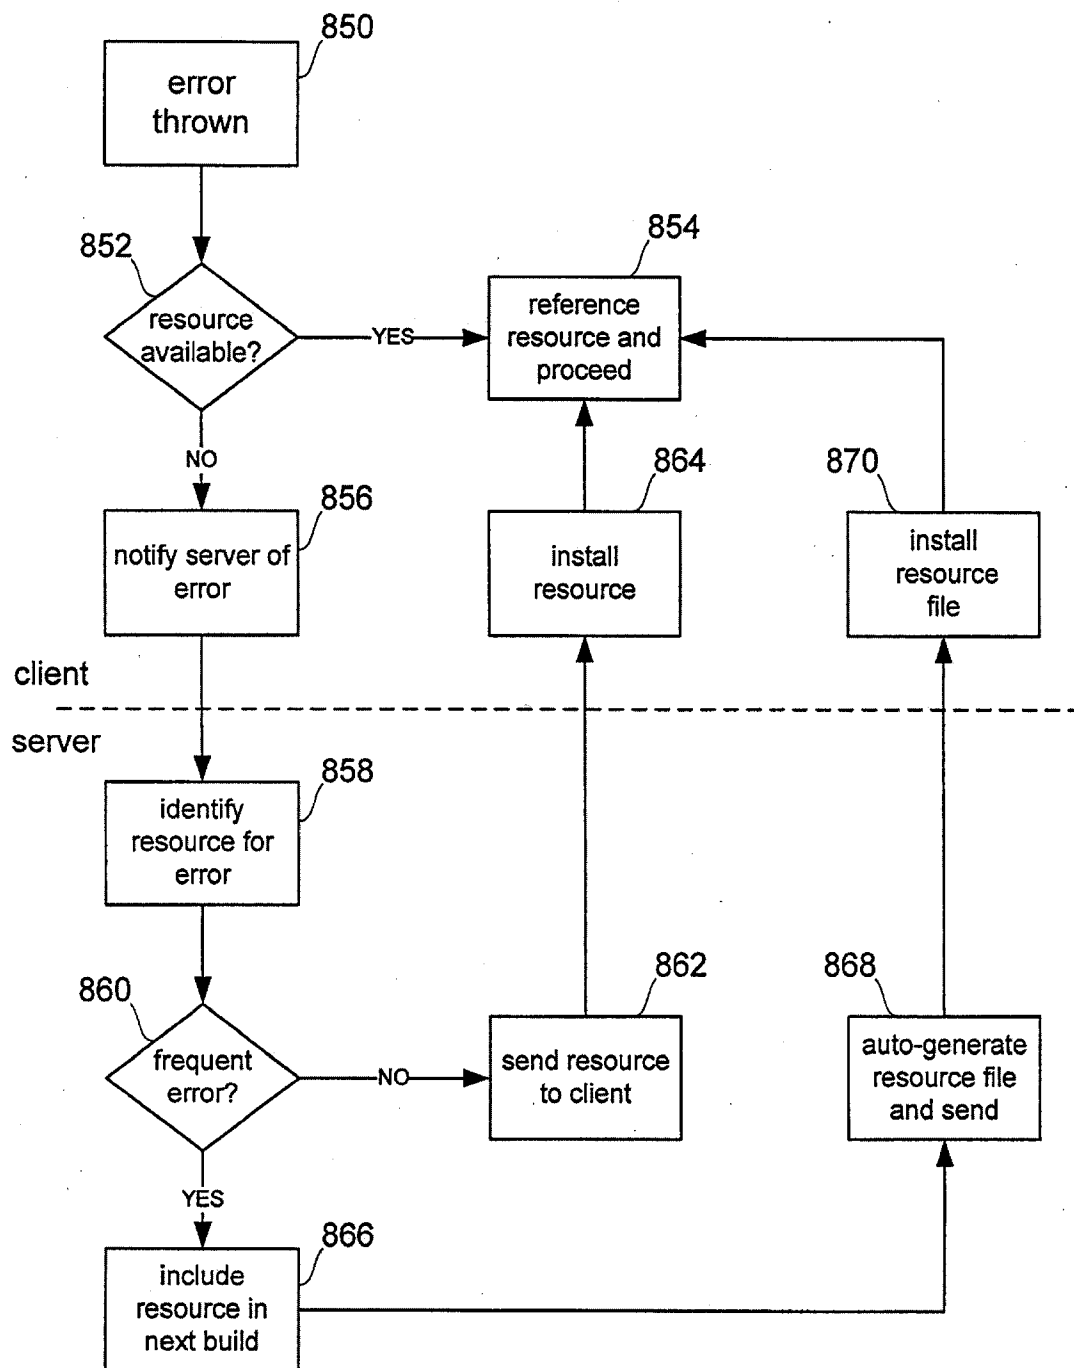 850
error
thrown
852
resource
available?
YES
854
reference
resource and
proceed
NO
856
notify server of
error
864
install
resource
870
install
resource
file
client
server
858
identify
resource for
error
860
frequent
error?
NO
862
send resource
to client
868
auto-generate
resource file
and send
YES
866
include
resource in
next build